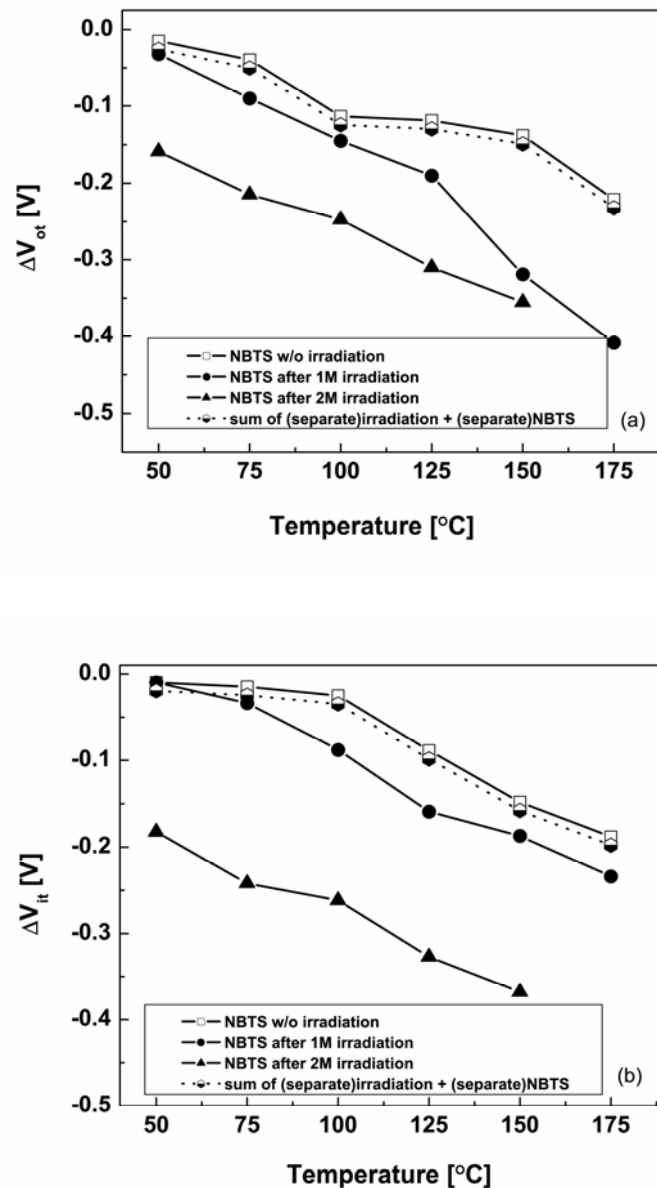 0.0
-0.1
-0.2
-0.3
-0.4
-0.5
ΔVot [V]
NBTS w/o irradiation
NBTS after 1M irradiation
NBTS after 2M irradiation
sum of (separate)irradiation + (separate)NBTS
(a)
50 75 100 125 150 175
Temperature [°C]
0.0
-0.1
-0.2
-0.3
-0.4
-0.5
ΔVit [V]
NBTS w/o irradiation
NBTS after 1M irradiation
NBTS after 2M irradiation
sum of (separate)irradiation + (separate)NBTS
(b)
50 75 100 125 150 175
Temperature [°C]